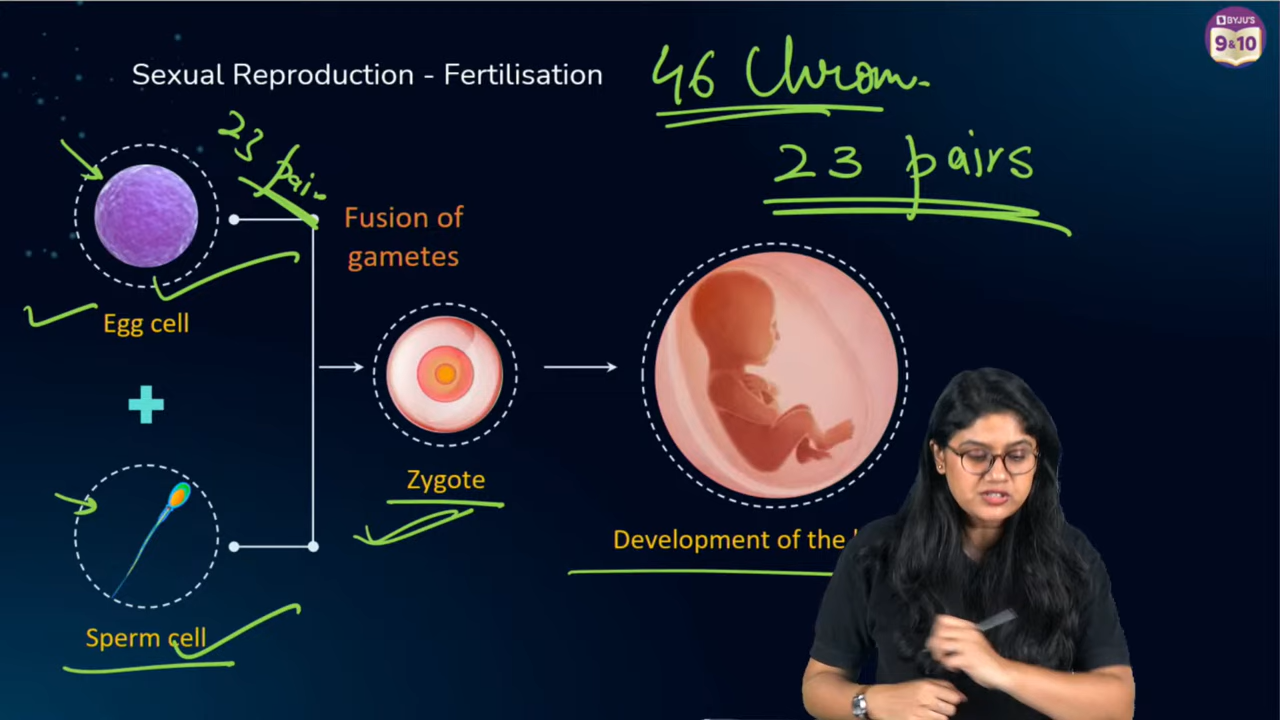 BYJU'S
9&10
Sexual Reproduction - Fertilisation
46 Chrom.
23 pairs
23 pair
Fusion of
gametes
Egg cell
Zygote
Development of the
Sperm cell